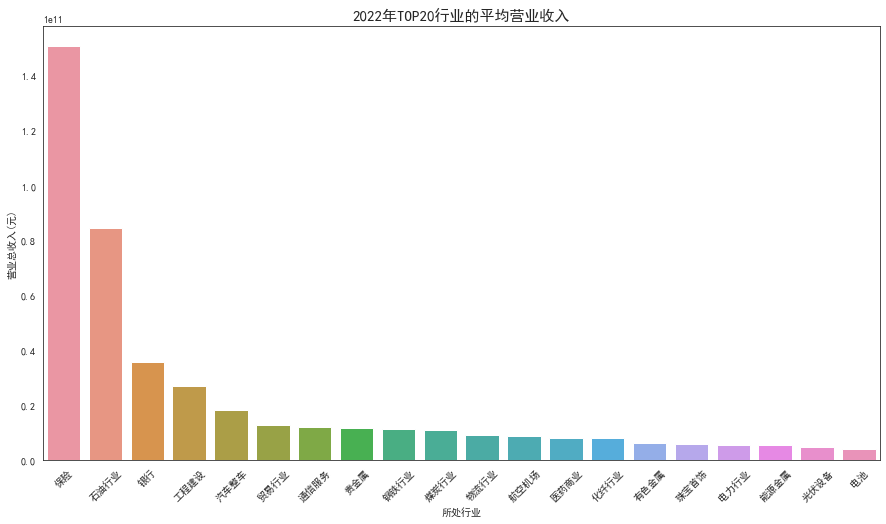 2022年TOP20行业的平均营业收入
1e11
1.4
1.2
1.0
0.8
0.6
0.4
0.2
0.0
营业总收入(元)
保险
石油行业
银行
工程建设
汽车整车
贸易行业
通信服务
贵金属
钢铁行业
煤炭行业
物流行业
航空机场
医药商业
化纤行业
有色金属
珠宝首饰
电力行业
能源金属
光伏设备
电池
所处行业